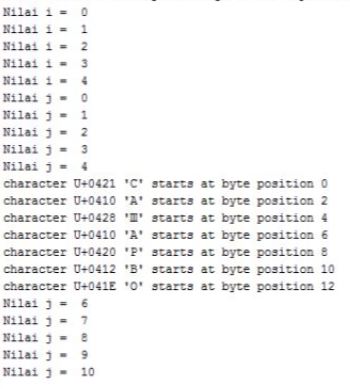 Nilai i = 0
Nilai i = 1
Nilai i = 2
Nilai i = 3
Nilai i = 4
Nilai j = 0
Nilai j = 1
Nilai j = 2
Nilai j = 3
Nilai j = 4
character U+0421 'С' starts at byte position 0
character U+0410 'А' starts at byte position 2
character U+0428 'Ш' starts at byte position 4
character U+0410 'А' starts at byte position 6
character U+0420 'Р' starts at byte position 8
character U+0412 'В' starts at byte position 10
character U+041E 'О' starts at byte position 12
Nilai j = 6
Nilai j = 7
Nilai j = 8
Nilai j = 9
Nilai j = 10